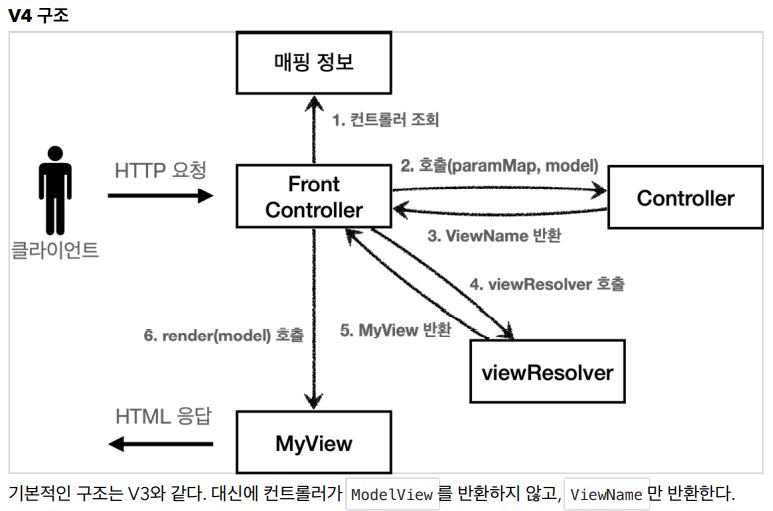 V4 구조
매핑 정보
1. 컨트롤러 조회
HTTP 요청
2. 호출(paramMap, model)
Front
Controller
Controller
클라이언트
3. ViewName 반환
4. viewResolver 호출
5. MyView 반환
6. render(model) 호출
viewResolver
HTML 응답
MyView
기본적인 구조는 V3와 같다. 대신에 컨트롤러가 ModelView 를 반환하지 않고, ViewName 만 반환한다.